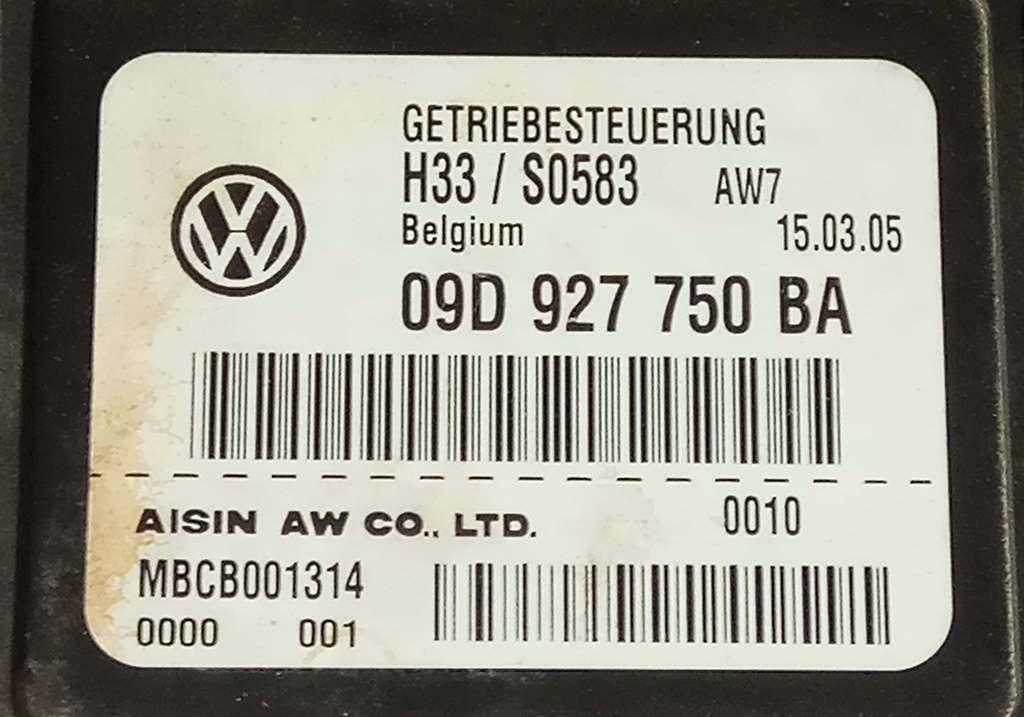 GETRIEBESTEUERUNG
H33 / S0583 AW7
Belgium 15.03.05
09D 927 750 BA
AISIN AW CO., LTD. 0010
MBCB001314
0000 001